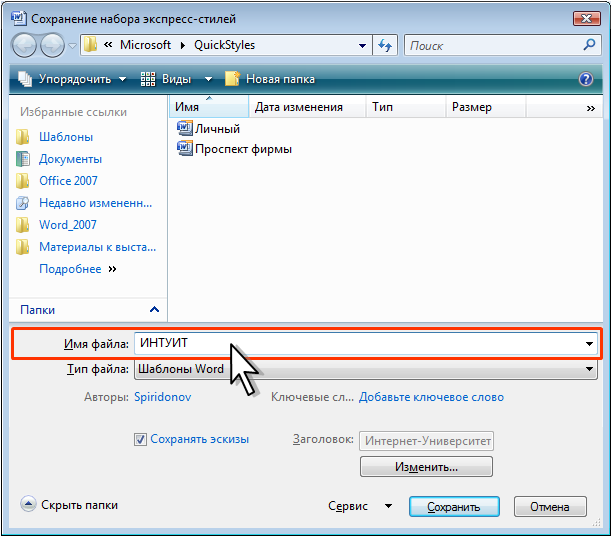 Сохранение набора экспресс-стилей
« Microsoft ▸ QuickStyles
Поиск
Упорядочить Виды Новая папка
Избранные ссылки
Шаблоны
Документы
Office 2007
Недавно измененн...
Word_2007
Материалы к выста...
Подробнее »
Папки
Имя Дата изменения Тип Размер »
Личный
Проспект фирмы
Имя файла: ИНТУИТ
Тип файла: Шаблоны Word
Авторы: Spiridonov Ключевые сл... Добавьте ключевое слово
Сохранять эскизы Заголовок: Интернет-Университет
Изменить...
Скрыть папки Сервис Сохранить Отмена